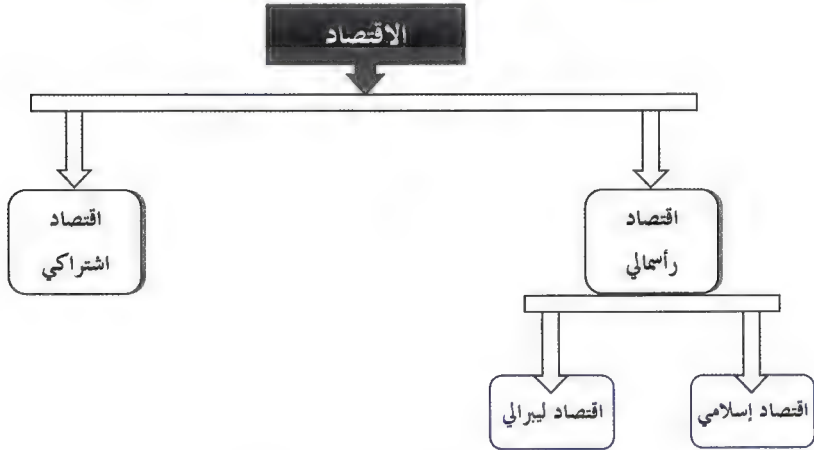 الاقتصاد
اقتصاد
رأسمالي
اقتصاد
اشتراكي
اقتصاد إسلامي
اقتصاد ليبرالي